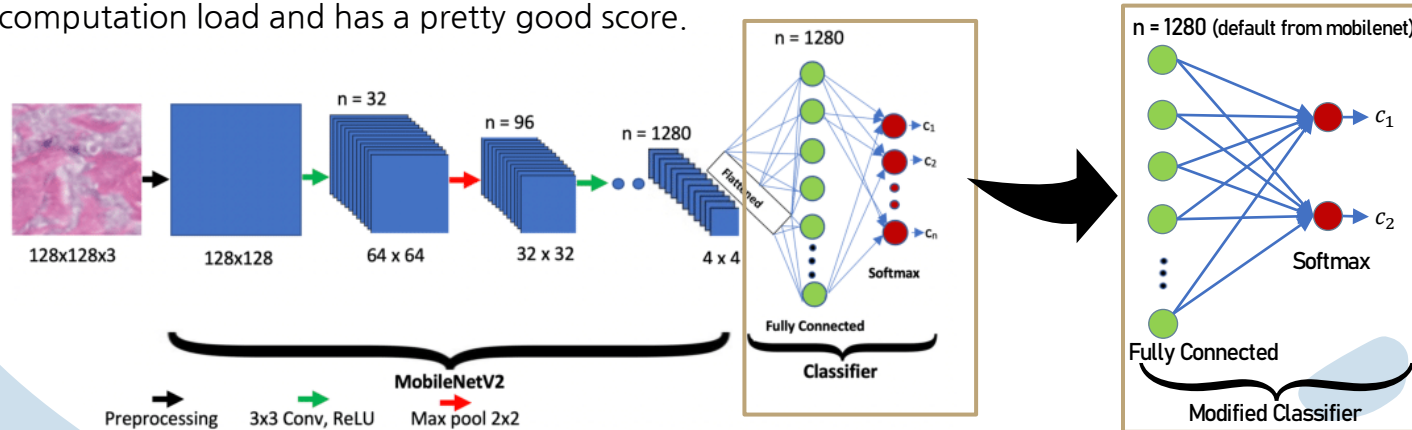 computation load and has a pretty good score.
n = 1280
n = 32
n = 96
n = 1280
Flattened
c₁
c₂
cₙ
128x128x3
128x128
64 x 64
32 x 32
4 x 4
Softmax
Fully Connected
Classifier
MobileNetV2
Preprocessing
3x3 Conv, ReLU
Max pool 2x2
n = 1280 (default from mobilenet)
c₁
c₂
Softmax
Fully Connected
Modified Classifier